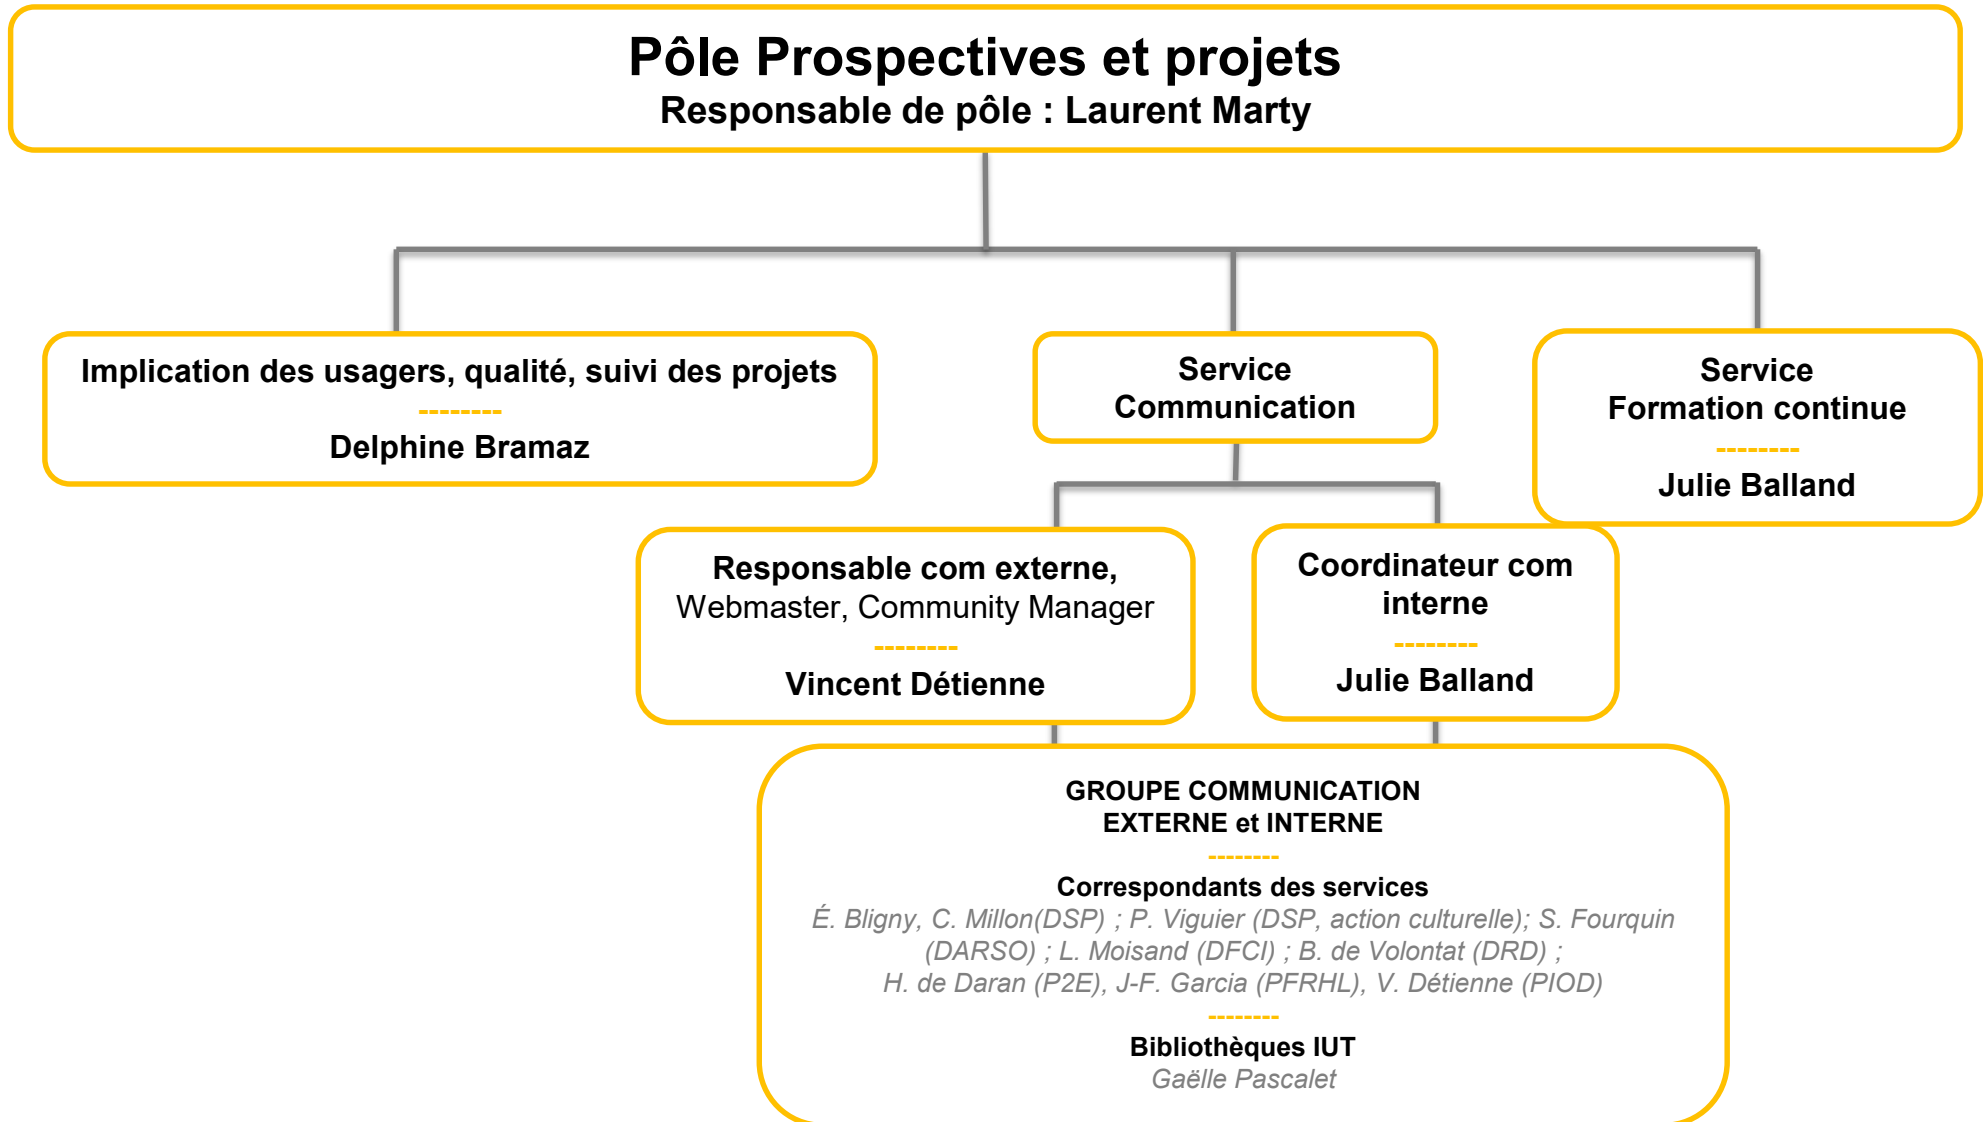 Pôle Prospectives et projets
Responsable de pôle : Laurent Marty
Implication des usagers, qualité, suivi des projets
--------
Delphine Bramaz
Service
Communication
Service
Formation continue
--------
Julie Balland
Responsable com externe,
Webmaster, Community Manager
--------
Vincent Détienne
Coordinateur com
interne
--------
Julie Balland
GROUPE COMMUNICATION
EXTERNE et INTERNE
--------
Correspondants des services
É. Bligny, C. Millon(DSP) ; P. Viguier (DSP, action culturelle); S. Fourquin
(DARSO) ; L. Moisand (DFCI) ; B. de Volontat (DRD) ;
H. de Daran (P2E), J-F. Garcia (PFRHL), V. Détienne (PIOD)
--------
Bibliothèques IUT
Gaëlle Pascalet